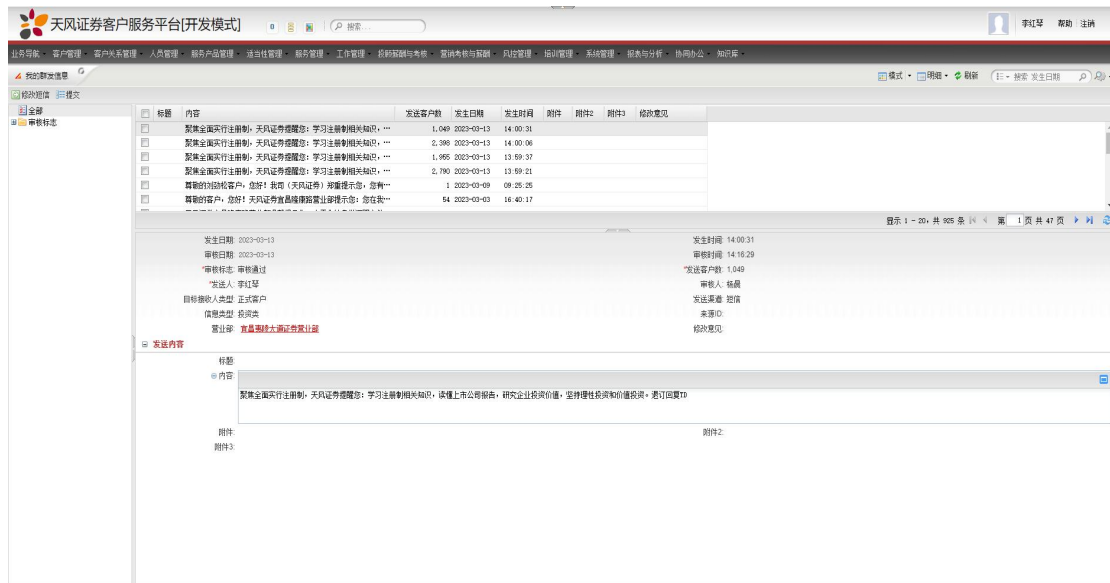 天风证券客户服务平台[开发模式] 0 搜索... 李红琴 帮助 注销
业务导航 客户管理 客户关系管理 人员管理 服务产品管理 适当性管理 服务管理 工作管理 投顾薪酬与考核 营销考核与薪酬 风控管理 培训管理 系统管理 报表与分析 协同办公 知识库
我的群发信息 模式 明细 刷新 搜索 发生日期
修改短信 提交
全部
审核标志
标题 内容 发送客户数 发生日期 发生时间 附件 附件2 附件3 修改意见
聚焦全面实行注册制，天风证券提醒您：学习注册制相关知识，… 1,049 2023-03-13 14:00:31
聚焦全面实行注册制，天风证券提醒您：学习注册制相关知识，… 2,398 2023-03-13 14:00:06
聚焦全面实行注册制，天风证券提醒您：学习注册制相关知识，… 1,955 2023-03-13 13:59:37
聚焦全面实行注册制，天风证券提醒您：学习注册制相关知识，… 2,790 2023-03-13 13:59:21
尊敬的刘劲松客户，您好！我司（天风证券）郑重提示您，您有… 1 2023-03-09 09:25:25
尊敬的客户，您好！天风证券宜昌隆康路营业部提示您：您在我… 54 2023-03-03 16:40:17
显示 1 - 20，共 925 条 第 1 页 共 47 页
发生日期: 2023-03-13 发生时间: 14:00:31
审核日期: 2023-03-13 审核时间: 14:16:29
*审核标志: 审核通过 *发送客户数: 1,049
*发送人: 李红琴 审核人: 杨晨
目标接收人类型: 正式客户 发送渠道: 短信
信息类型: 投资类 来源ID:
营业部: 宜昌夷陵大道证券营业部 修改意见:
发送内容
标题:
内容:
聚焦全面实行注册制，天风证券提醒您：学习注册制相关知识，读懂上市公司报告，研究企业投资价值，坚持理性投资和价值投资。退订回复TD
附件: 附件2:
附件3: